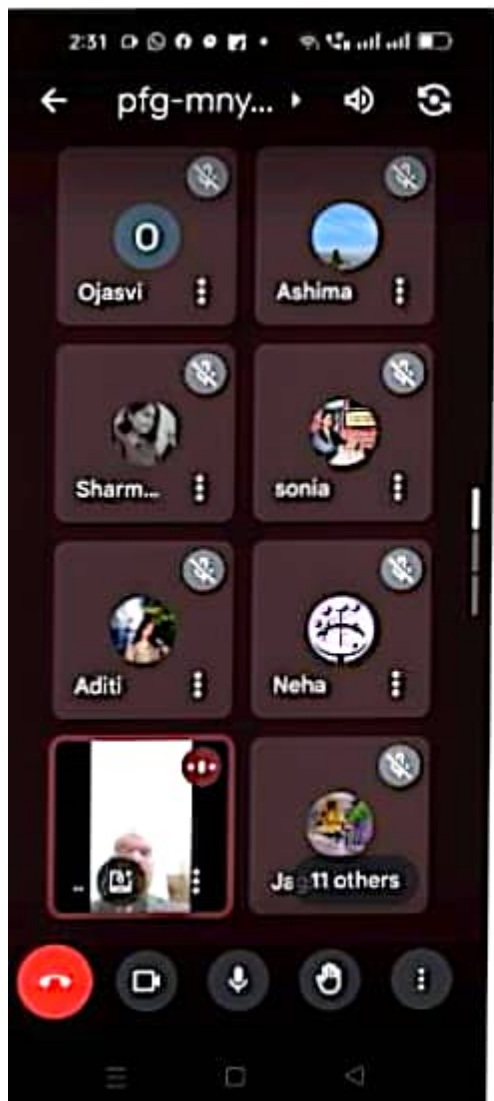 2:31
pfg-mny...
O
Ojasvi
Ashima
Sharm...
sonia
Aditi
Neha
..
Ja
11 others